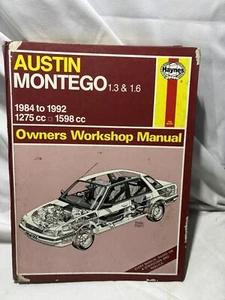 AUSTIN
MONTEGO 1.3 & 1.6
Haynes
1984 to 1992
1275 cc □ 1598 cc
Owners Workshop Manual